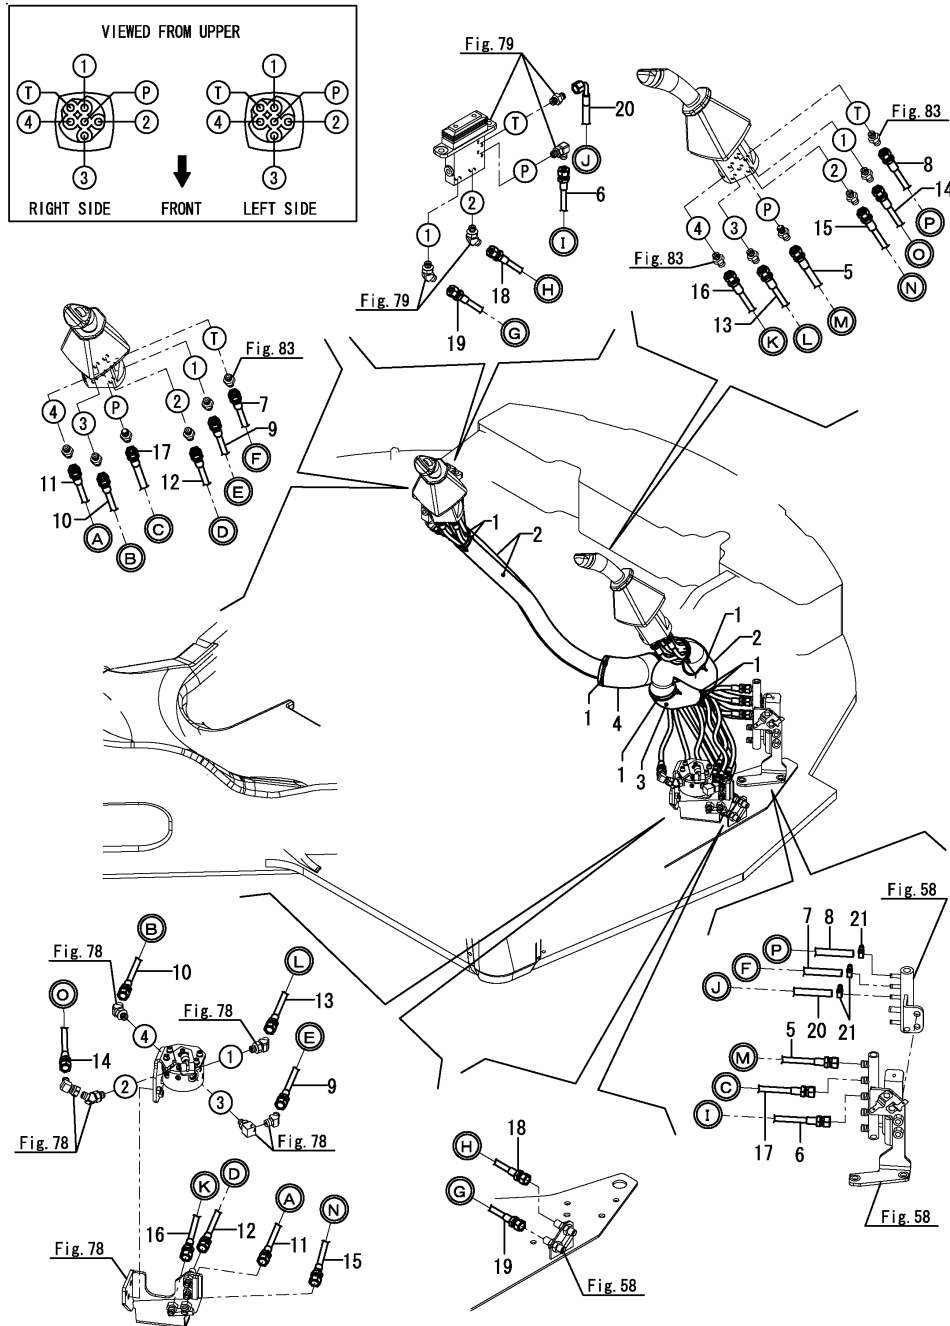 VIEWED FROM UPPER
1 1
T P T P
4 2 4 2
3 3
RIGHT SIDE FRONT LEFT SIDE
Fig. 79
T
20
J
P
6
I
2
1
18
H
Fig. 79
19
G
T
Fig. 83
1
8
2
14
P
P
15
O
4
3
N
Fig. 83
5
16
13
M
K
L
T
Fig. 83
1
4
2
7
3
P
9
17
F
11
12
10
E
A
B
C
D
1
2
1
2
1
1
4
1
3
Fig. 58
7
8
21
P
F
J
20
21
5
M
C
I
17
6
Fig. 58
B
Fig. 78
10
L
O
4
Fig. 78
13
1
E
14
2
3
9
Fig. 78
Fig. 78
K
D
A
N
16
12
11
15
Fig. 78
18
H
G
19
Fig. 58